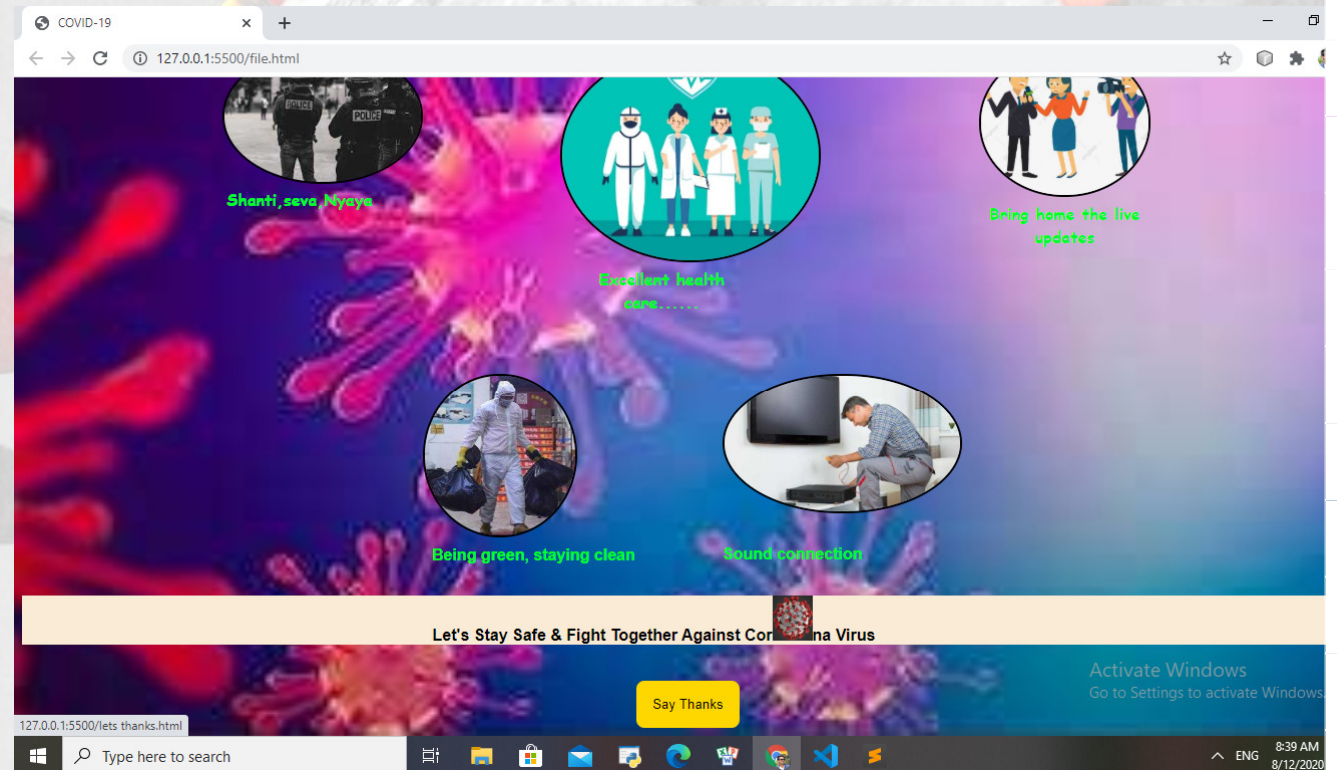 COVID-19
127.0.0.1:5500/file.html
POLICE
POLICE
Shanti,seva,Nyaya
Excellent health
care......
Bring home the live
updates
Being green, staying clean
Sound connection
Let's Stay Safe & Fight Together Against Cor na Virus
Say Thanks
Activate Windows
Go to Settings to activate Windows.
127.0.0.1:5500/lets thanks.html
Type here to search
ENG
8:39 AM
8/12/2020